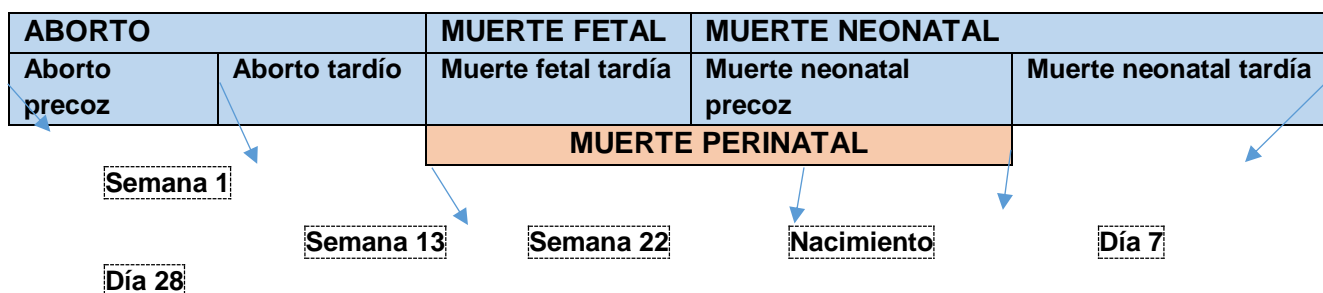 ABORTO MUERTE FETAL MUERTE NEONATAL
Aborto precoz Aborto tardío Muerte fetal tardía Muerte neonatal precoz Muerte neonatal tardía
MUERTE PERINATAL
Semana 1
Semana 13 Semana 22 Nacimiento Día 7
Día 28